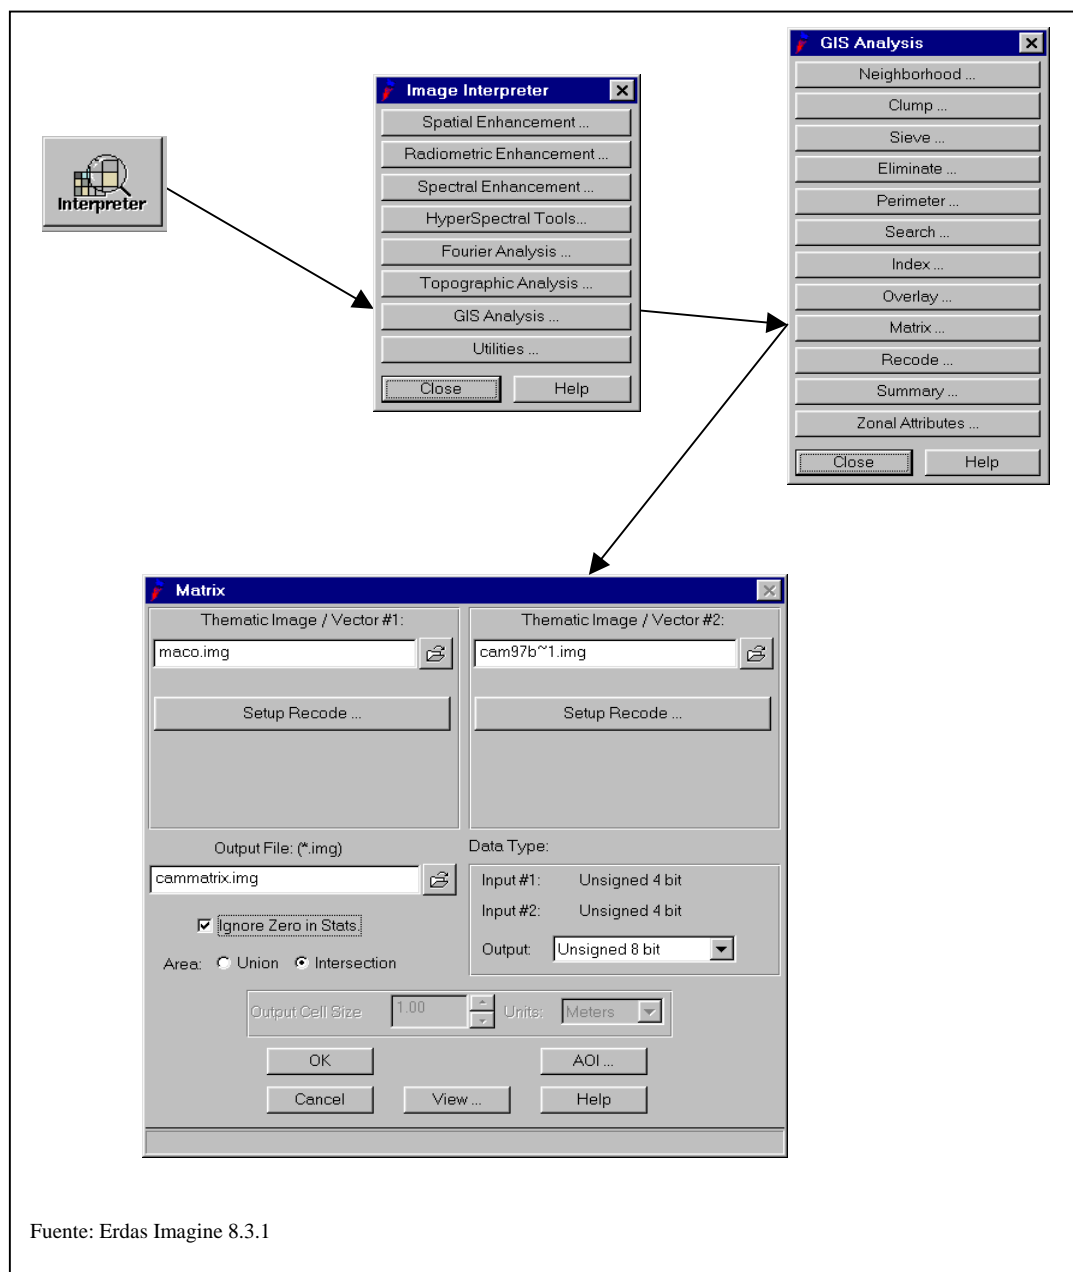 Interpreter
Image Interpreter
Spatial Enhancement ...
Radiometric Enhancement ...
Spectral Enhancement ...
HyperSpectral Tools...
Fourier Analysis ...
Topographic Analysis ...
GIS Analysis ...
Utilities ...
Close
Help
GIS Analysis
Neighborhood ...
Clump ...
Sieve ...
Eliminate ...
Perimeter ...
Search ...
Index ...
Overlay ...
Matrix ...
Recode ...
Summary ...
Zonal Attributes ...
Close
Help
Matrix
Thematic Image / Vector #1:
maco.img
Setup Recode ...
Thematic Image / Vector #2:
cam97b~1.img
Setup Recode ...
Output File: (*.img)
cammatrix.img
Ignore Zero in Stats.
Area: Union Intersection
Data Type:
Input #1: Unsigned 4 bit
Input #2: Unsigned 4 bit
Output: Unsigned 8 bit
Output Cell Size 1.00 Units: Meters
OK
AOI ...
Cancel
View ...
Help
Fuente: Erdas Imagine 8.3.1